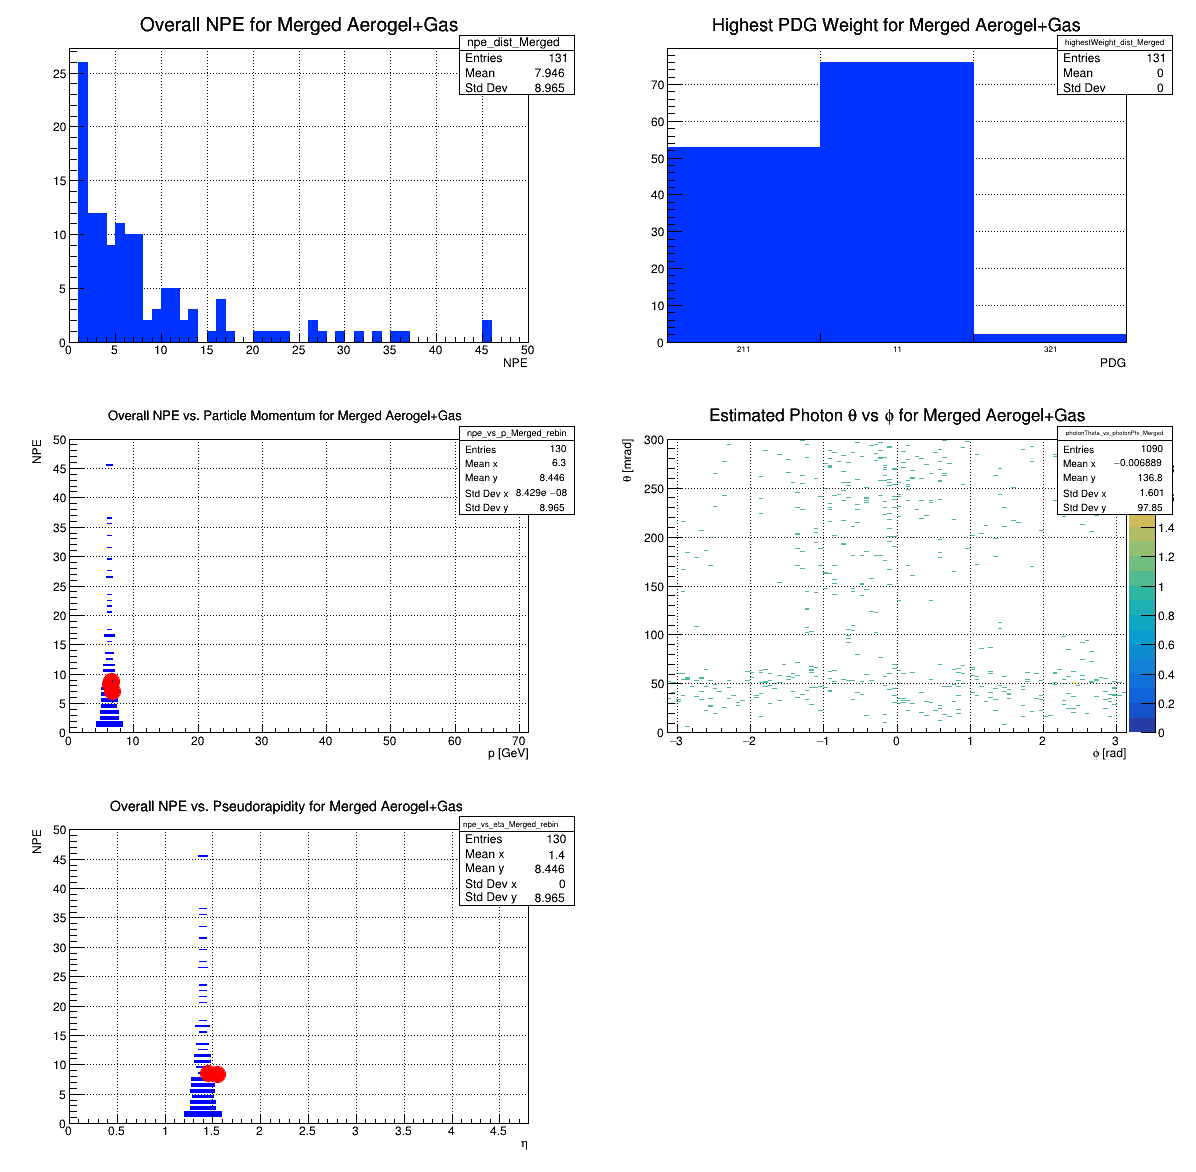 Overall NPE for Merged Aerogel+Gas
npe_dist_Merged
Entries 131
Mean 7.946
Std Dev 8.965
25
20
15
10
5
0
0 5 10 15 20 25 30 35 40 45 50
NPE
Highest PDG Weight for Merged Aerogel+Gas
highestWeight_dist_Merged
Entries 131
Mean 0
Std Dev 0
70
60
50
40
30
20
10
0
211 11 321
PDG
Overall NPE vs. Particle Momentum for Merged Aerogel+Gas
npe_vs_p_Merged_rebin
Entries 130
Mean x 6.3
Mean y 8.446
Std Dev x 8.429e −08
Std Dev y 8.965
NPE
50
45
40
35
30
25
20
15
10
5
0
0 10 20 30 40 50 60 70
p [GeV]
Estimated Photon θ vs ϕ for Merged Aerogel+Gas
photonTheta_vs_photonPhi_Merged
Entries 1090
Mean x −0.006889
Mean y 136.8
Std Dev x 1.601
Std Dev y 97.85
θ [mrad]
300
250
200
150
100
50
0
−3 −2 −1 0 1 2 3
ϕ [rad]
1.4
1.2
1
0.8
0.6
0.4
0.2
0
Overall NPE vs. Pseudorapidity for Merged Aerogel+Gas
npe_vs_eta_Merged_rebin
Entries 130
Mean x 1.4
Mean y 8.446
Std Dev x 0
Std Dev y 8.965
NPE
50
45
40
35
30
25
20
15
10
5
0
0 0.5 1 1.5 2 2.5 3 3.5 4 4.5
η